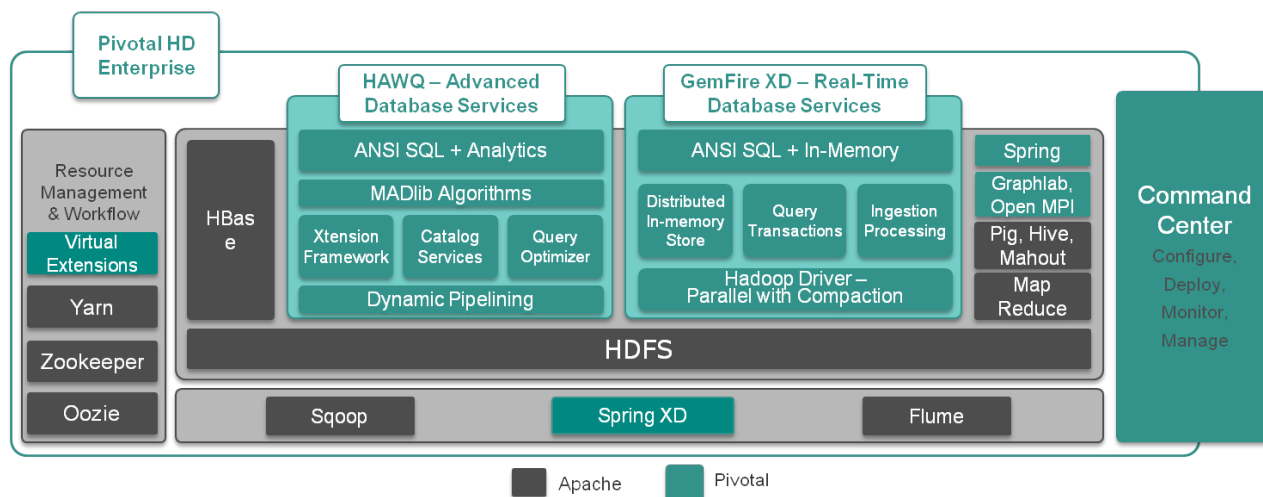 Pivotal HD
Enterprise
HAWQ – Advanced
Database Services
GemFire XD – Real-Time
Database Services
Resource
Management
& Workflow
Virtual
Extensions
Yarn
Zookeeper
Oozie
HBas
e
ANSI SQL + Analytics
MADlib Algorithms
Xtension
Framework
Catalog
Services
Query
Optimizer
Dynamic Pipelining
ANSI SQL + In-Memory
Distributed
In-memory
Store
Query
Transactions
Ingestion
Processing
Hadoop Driver –
Parallel with Compaction
Spring
Graphlab,
Open MPI
Pig, Hive,
Mahout
Map
Reduce
HDFS
Sqoop
Spring XD
Flume
Command
Center
Configure,
Deploy,
Monitor,
Manage
Apache
Pivotal